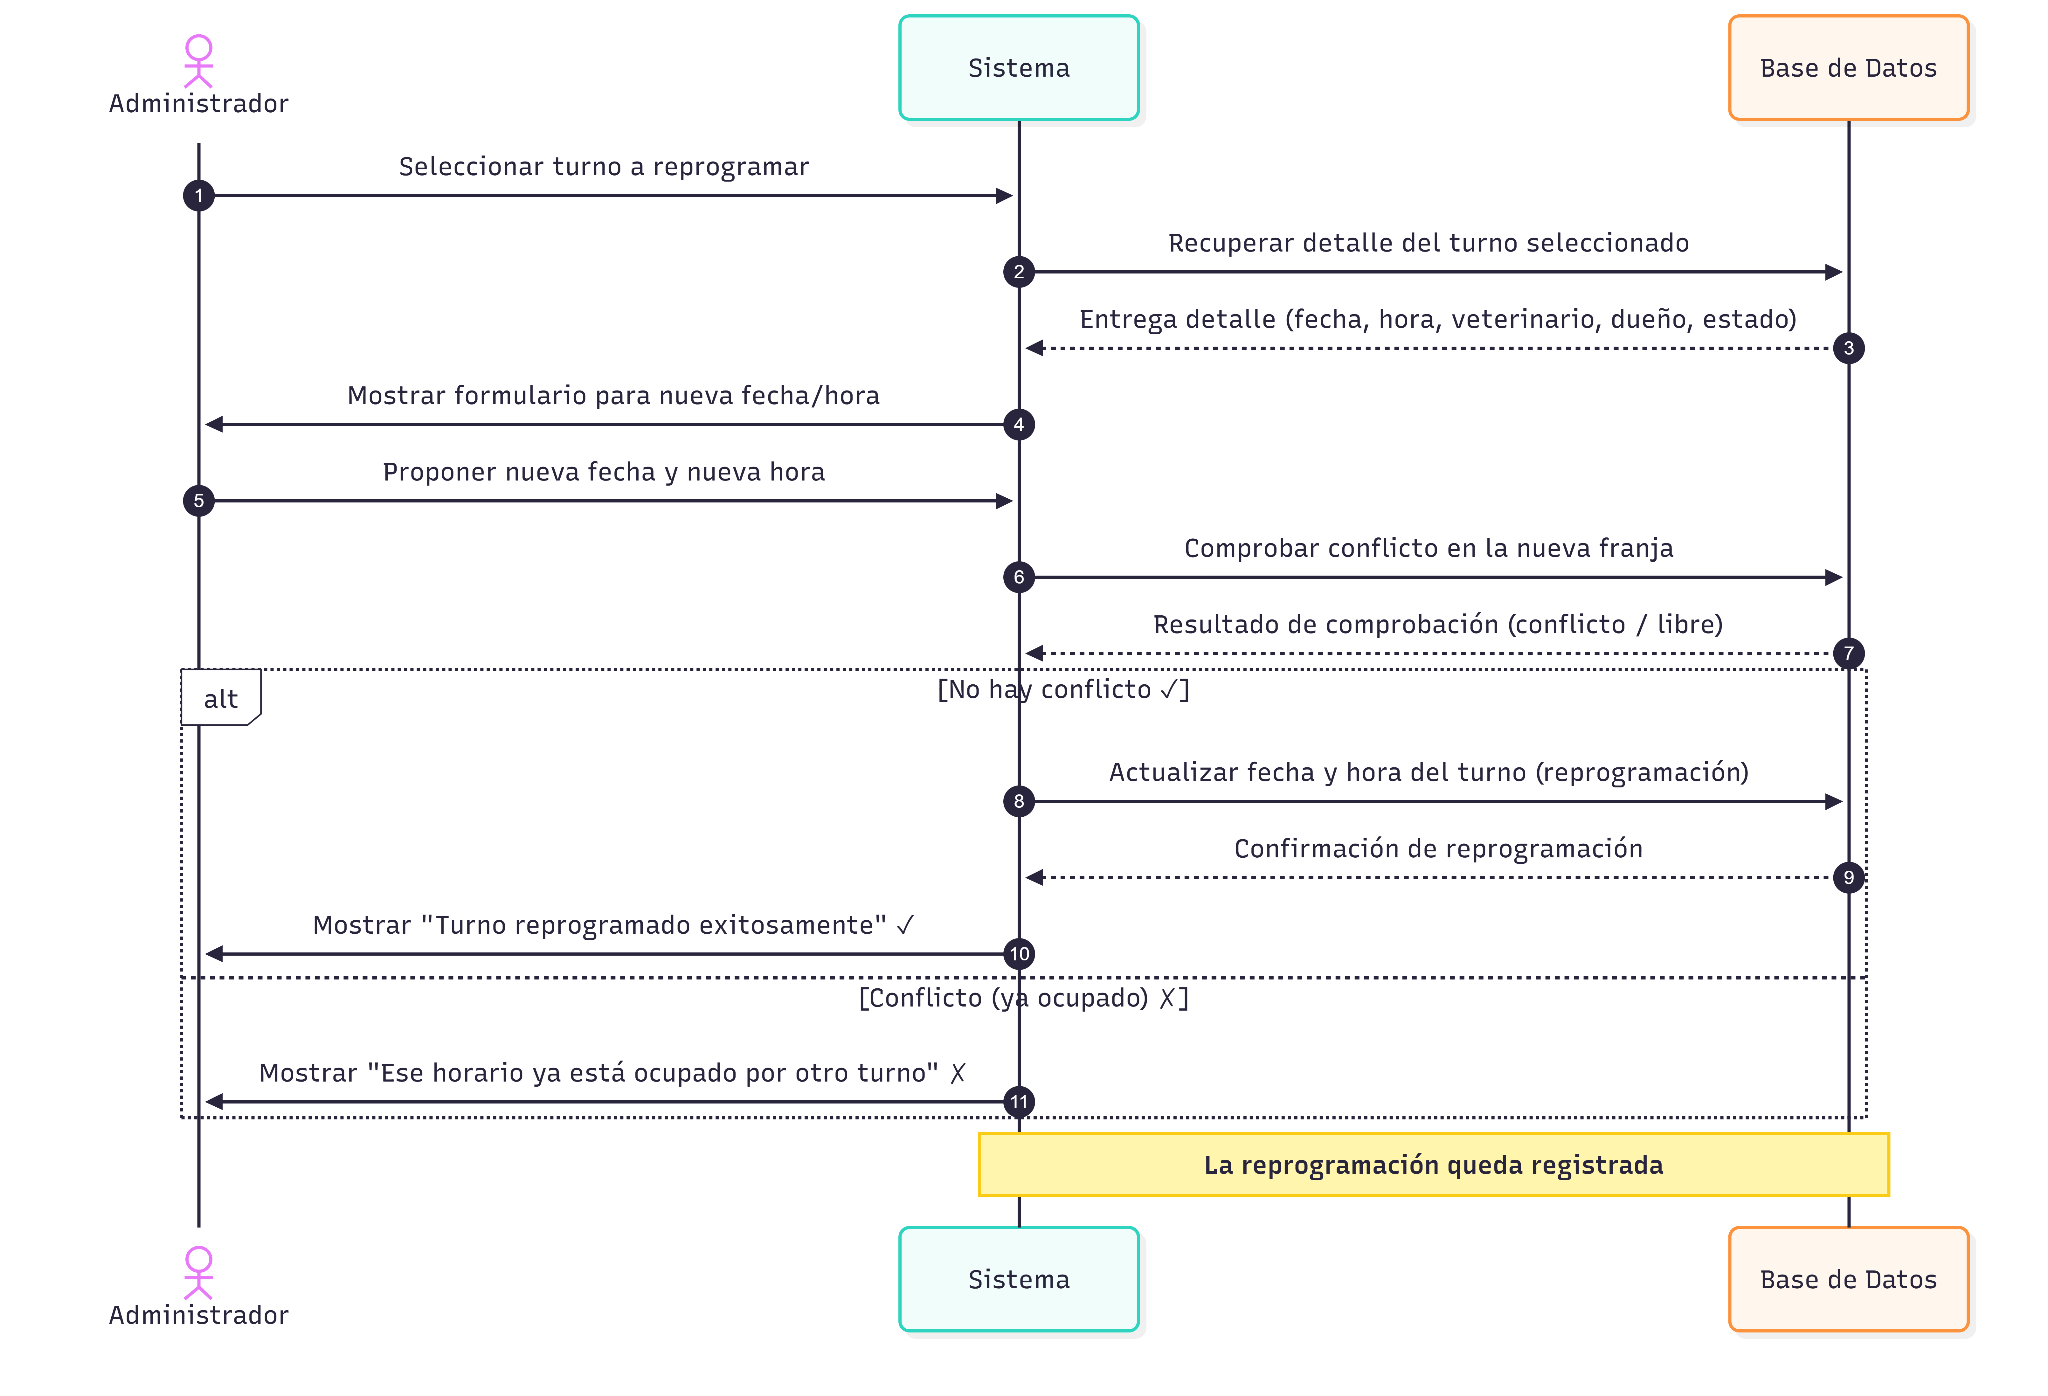 Administrador
Sistema
Base de Datos
Seleccionar turno a reprogramar
1
Recuperar detalle del turno seleccionado
2
Entrega detalle (fecha, hora, veterinario, dueño, estado)
3
Mostrar formulario para nueva fecha/hora
4
Proponer nueva fecha y nueva hora
5
Comprobar conflicto en la nueva franja
6
Resultado de comprobación (conflicto / libre)
7
alt
[No hay conflicto ✓]
Actualizar fecha y hora del turno (reprogramación)
8
Confirmación de reprogramación
9
Mostrar "Turno reprogramado exitosamente" ✓
10
[Conflicto (ya ocupado) ✗]
Mostrar "Ese horario ya está ocupado por otro turno" ✗
11
La reprogramación queda registrada
Administrador
Sistema
Base de Datos